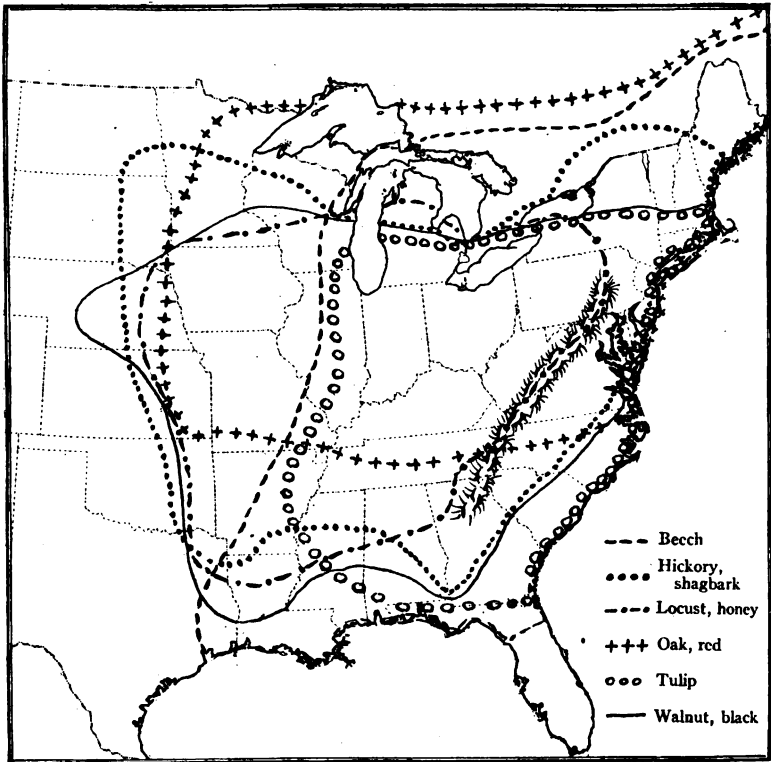 Beech
Hickory,
shagbark
Locust, honey
Oak, red
Tulip
Walnut, black